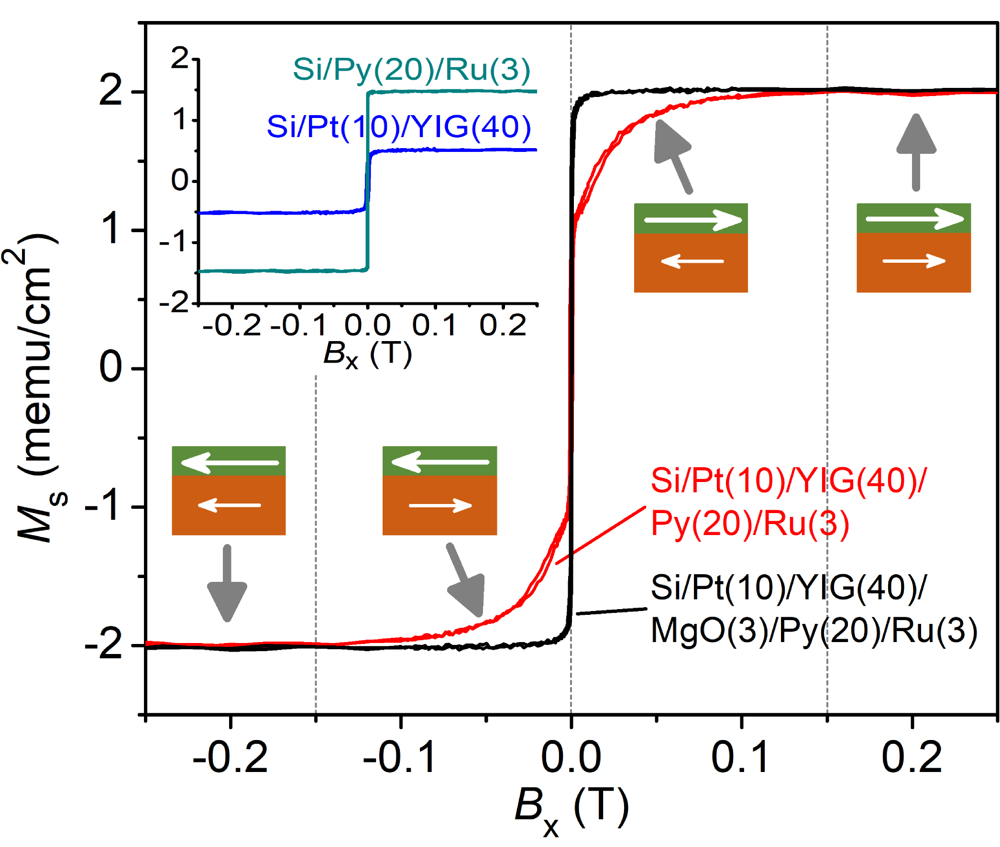 2
1
0
-1
-2
Si/Py(20)/Ru(3)
Si/Pt(10)/YIG(40)
-0.2 -0.1 0.0 0.1 0.2
Bx (T)
Ms (memu/cm2)
2
1
0
-1
-2
Si/Pt(10)/YIG(40)/
Py(20)/Ru(3)
Si/Pt(10)/YIG(40)/
MgO(3)/Py(20)/Ru(3)
-0.2 -0.1 0.0 0.1 0.2
Bx (T)